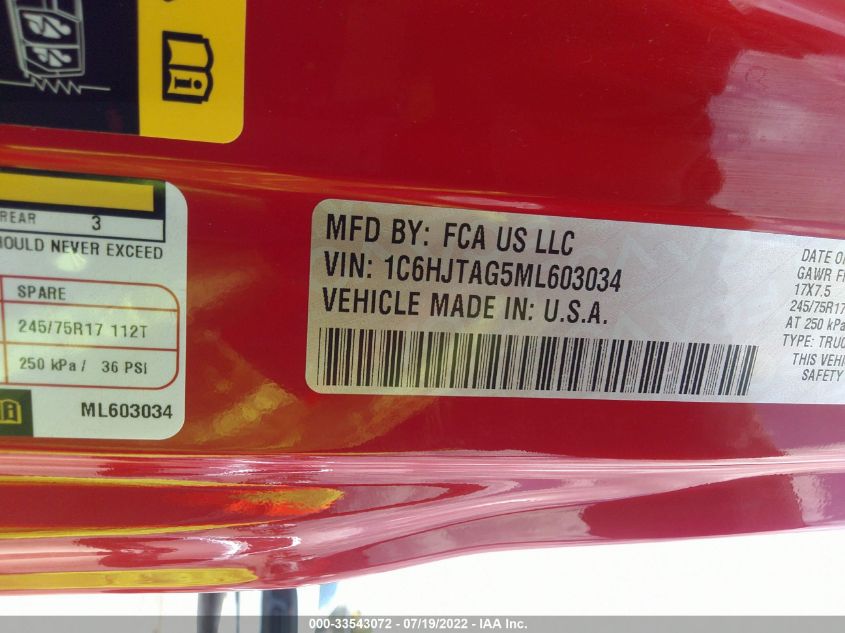 REAR 3
HOULD NEVER EXCEED
SPARE
245/75R17 112T
250 kPa / 36 PSI
ML603034
MFD BY: FCA US LLC
VIN: 1C6HJTAG5ML603034
VEHICLE MADE IN: U.S.A.
DATE O
GAWR F
17X7.5
245/75R17
AT 250 kPa
TYPE: TRUC
THIS VEHI
SAFETY
000-33543072 - 07/19/2022 - IAA Inc.